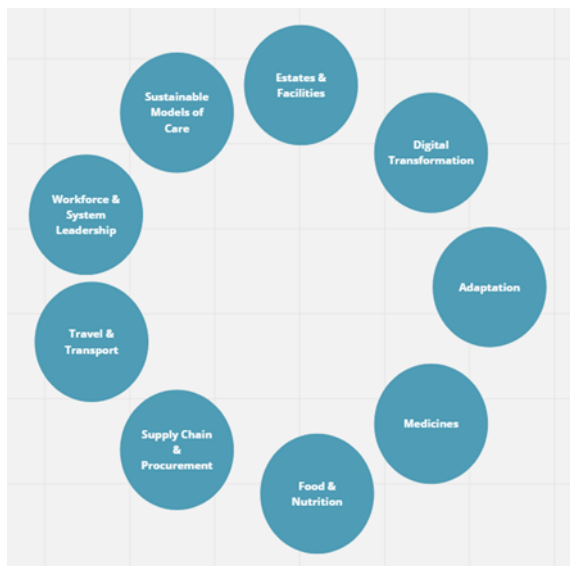 Estates &
Facilities
Digital
Transformation
Adaptation
Medicines
Food &
Nutrition
Supply Chain
&
Procurement
Travel &
Transport
Workforce &
System
Leadership
Sustainable
Models of
Care